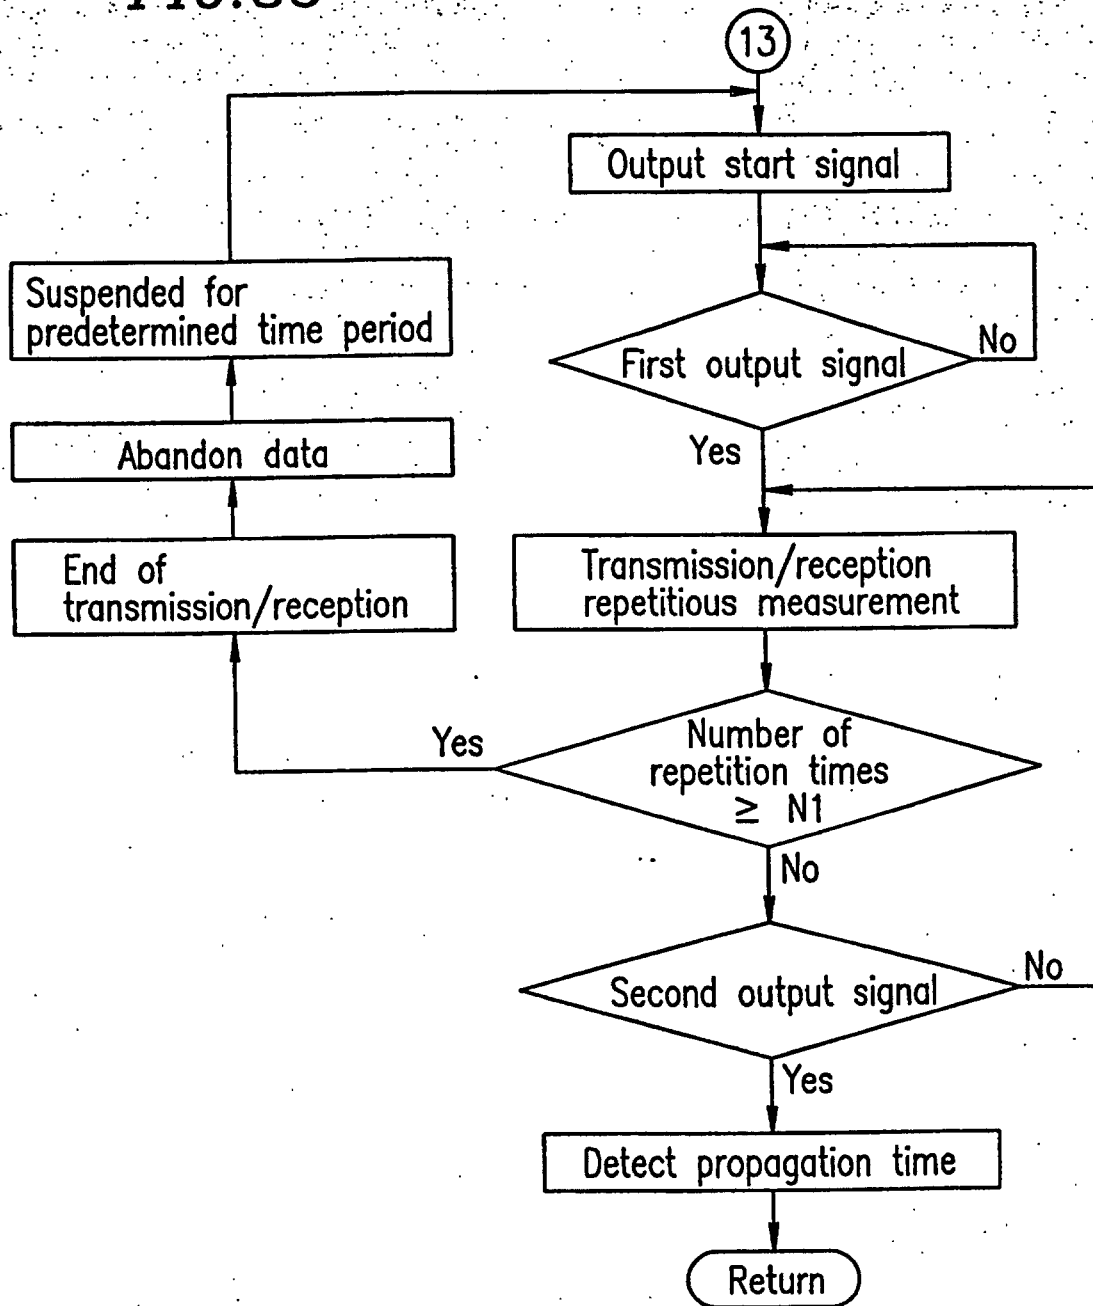 13
Output start signal
Suspended for
predetermined time period
First output signal
No
Yes
Abandon data
End of
transmission/reception
Transmission/reception
repetitious measurement
Yes
Number of
repetition times
≥ N1
No
Second output signal
No
Yes
Detect propagation time
Return